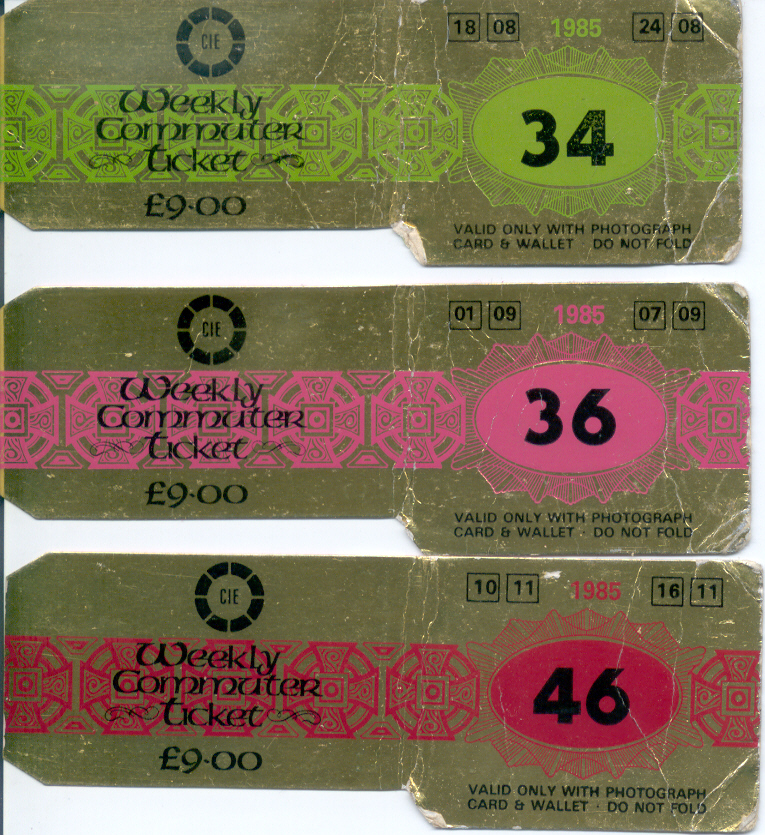 CIE
Weekly
Commuter
Ticket
£9·00
18 08 1985 24 08
34
VALID ONLY WITH PHOTOGRAPH
CARD & WALLET · DO NOT FOLD
CIE
Weekly
Commuter
Ticket
£9·00
01 09 1985 07 09
36
VALID ONLY WITH PHOTOGRAPH
CARD & WALLET · DO NOT FOLD
CIE
Weekly
Commuter
Ticket
£9·00
10 11 1985 16 11
46
VALID ONLY WITH PHOTOGRAPH
CARD & WALLET · DO NOT FOLD